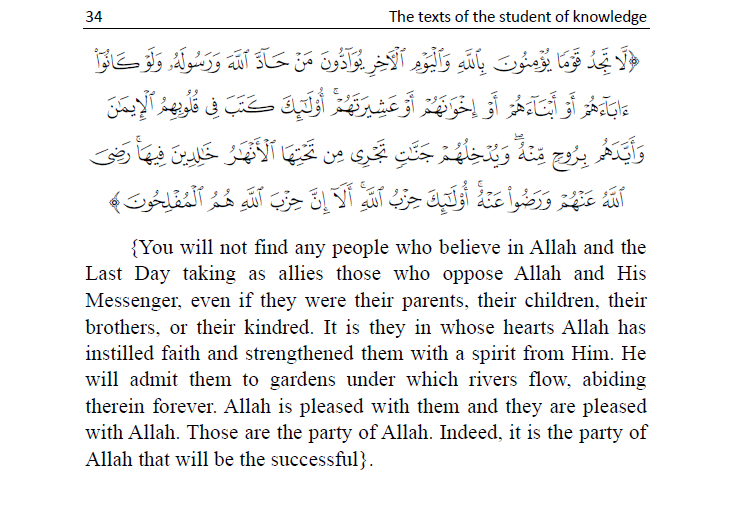 34 The texts of the student of knowledge
﴿لَّا تَجِدُ قَوْمًا يُؤْمِنُونَ بِٱللَّهِ وَٱلْيَوْمِ ٱلْأٓخِرِ يُوَآدُّونَ مَنْ حَآدَّ ٱللَّهَ وَرَسُولَهُۥ وَلَوْ كَانُوٓا۟
ءَابَآءَهُمْ أَوْ أَبْنَآءَهُمْ أَوْ إِخْوَٰنَهُمْ أَوْ عَشِيرَتَهُمْ ۚ أُو۟لَٰٓئِكَ كَتَبَ فِى قُلُوبِهِمُ ٱلْإِيمَٰنَ
وَأَيَّدَهُم بِرُوحٍ مِّنْهُ ۖ وَيُدْخِلُهُمْ جَنَّٰتٍ تَجْرِى مِن تَحْتِهَا ٱلْأَنْهَٰرُ خَٰلِدِينَ فِيهَا ۚ رَضِىَ
ٱللَّهُ عَنْهُمْ وَرَضُوا۟ عَنْهُ ۚ أُو۟لَٰٓئِكَ حِزْبُ ٱللَّهِ ۚ أَلَآ إِنَّ حِزْبَ ٱللَّهِ هُمُ ٱلْمُفْلِحُونَ﴾
{You will not find any people who believe in Allah and the
Last Day taking as allies those who oppose Allah and His
Messenger, even if they were their parents, their children, their
brothers, or their kindred. It is they in whose hearts Allah has
instilled faith and strengthened them with a spirit from Him. He
will admit them to gardens under which rivers flow, abiding
therein forever. Allah is pleased with them and they are pleased
with Allah. Those are the party of Allah. Indeed, it is the party of
Allah that will be the successful}.